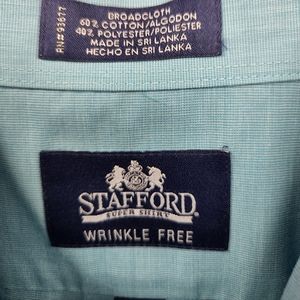 RN#93677
BROADCLOTH
60% COTTON/ALGODON
40% POLYESTER/POLIESTER
MADE IN SRI LANKA
HECHO EN SRI LANKA
STAFFORD
SUPER SHIRT
WRINKLE FREE